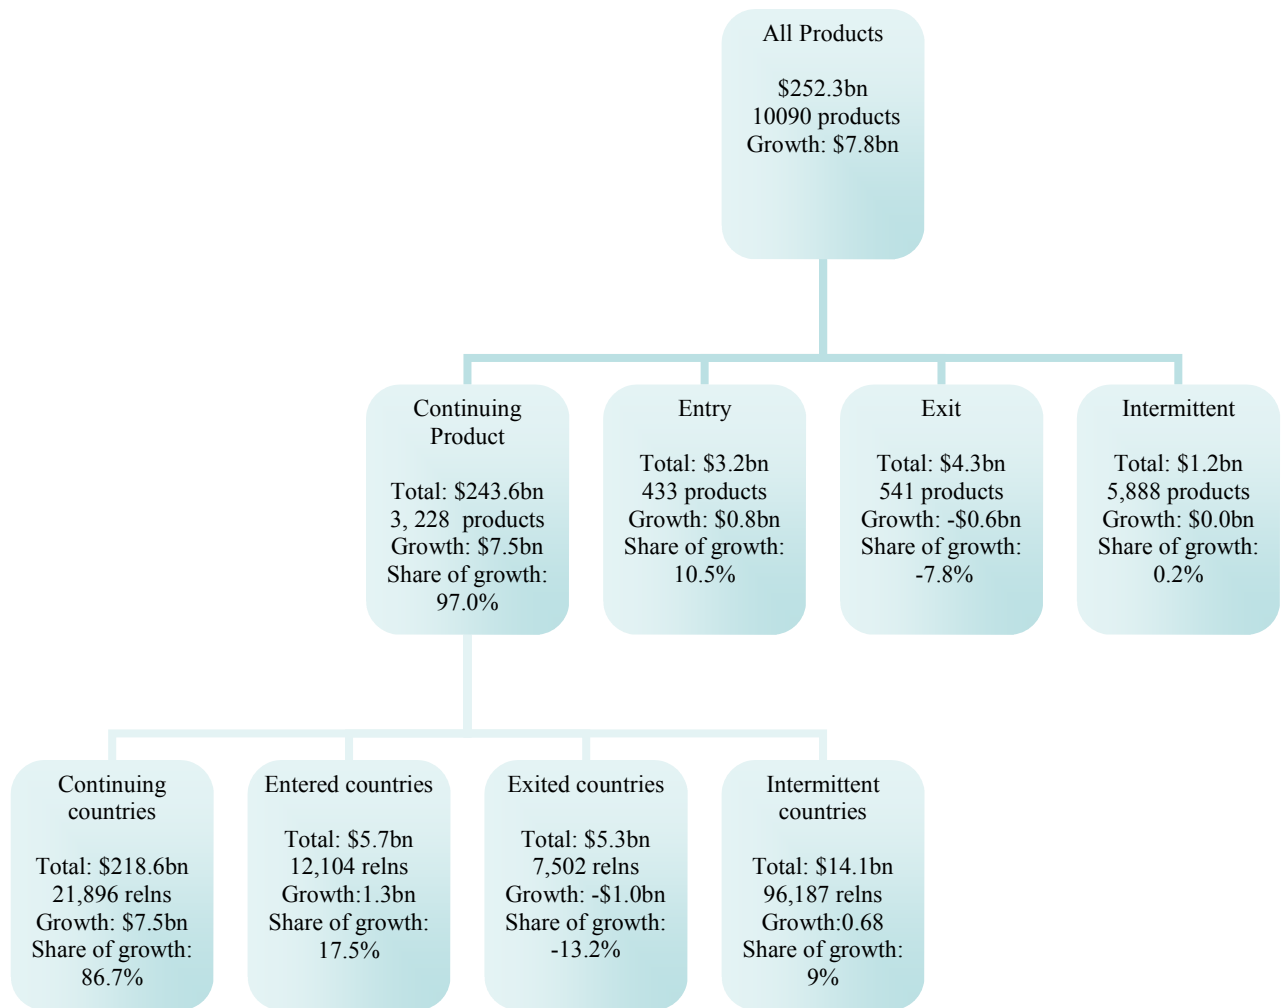 All Products
$252.3bn
10090 products
Growth: $7.8bn
Continuing
Product
Total: $243.6bn
3, 228  products
Growth: $7.5bn
Share of growth:
97.0%
Entry
Total: $3.2bn
433 products
Growth: $0.8bn
Share of growth:
10.5%
Exit
Total: $4.3bn
541 products
Growth: -$0.6bn
Share of growth:
-7.8%
Intermittent
Total: $1.2bn
5,888 products
Growth: $0.0bn
Share of growth:
0.2%
Continuing
countries
Total: $218.6bn
21,896 relns
Growth: $7.5bn
Share of growth:
86.7%
Entered countries
Total: $5.7bn
12,104 relns
Growth:1.3bn
Share of growth:
17.5%
Exited countries
Total: $5.3bn
7,502 relns
Growth: -$1.0bn
Share of growth:
-13.2%
Intermittent
countries
Total: $14.1bn
96,187 relns
Growth:0.68
Share of growth:
9%